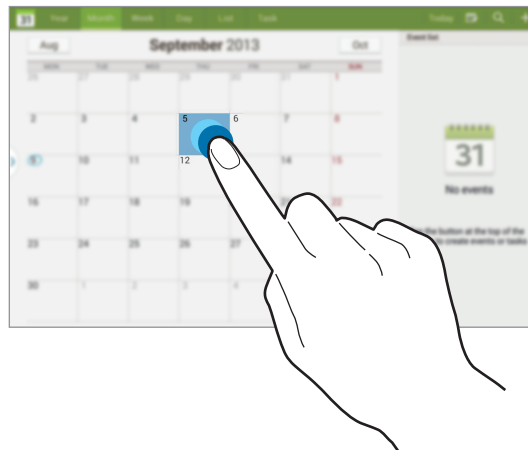 31 Year Month Week Day List Task Today
Aug September 2013 Oct Event list
MON TUE WED THU FRI SAT SUN
26 27 28 29 30 31 1
2 3 4 5 6 7 8
9 10 11 12 14 15
31
No events
16 17 18 19 22
the button at the top of the
to create events or tasks
23 24 25 26 27
30 1 2 3 4